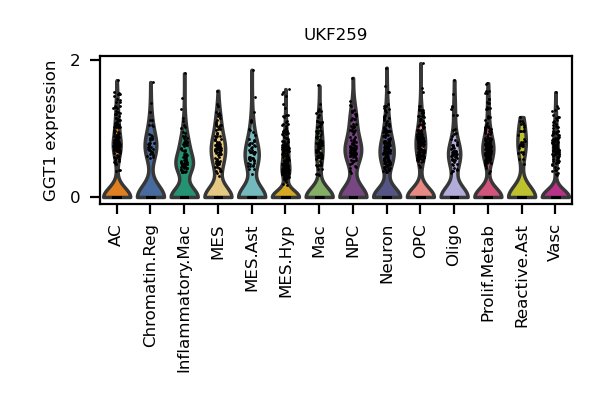 UKF259
GGT1 expression
2
0
AC
Chromatin.Reg
Inflammatory.Mac
MES
MES.Ast
MES.Hyp
Mac
NPC
Neuron
OPC
Oligo
Prolif.Metab
Reactive.Ast
Vasc